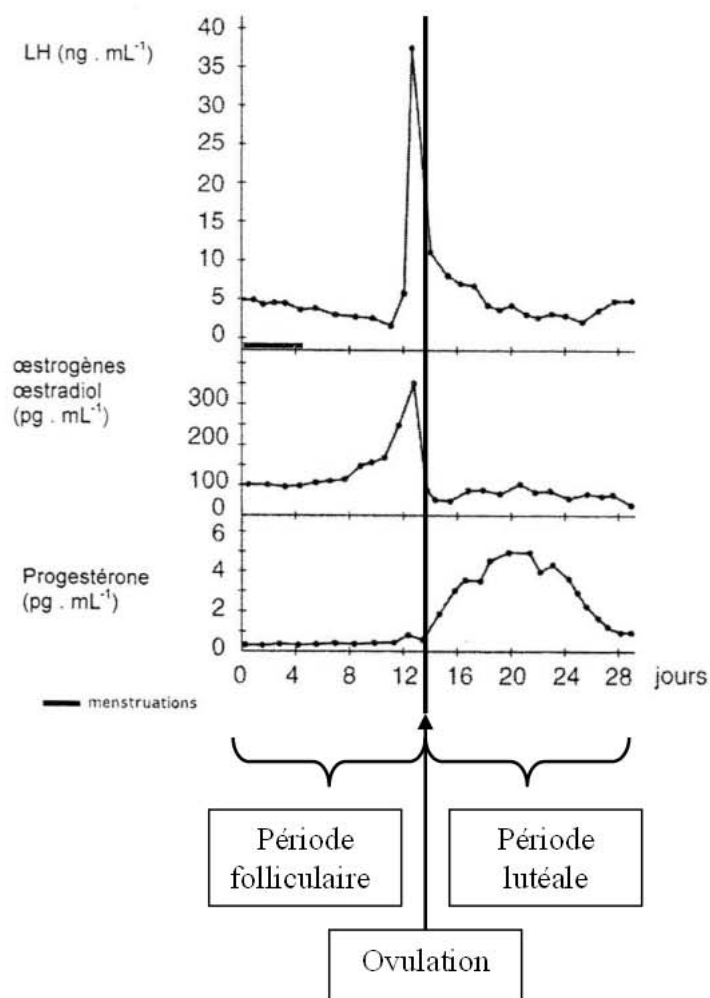 LH (ng . mL⁻¹)
40
35
30
25
20
15
10
5
0
œstrogènes
œstradiol
(pg . mL⁻¹)
300
200
100
0
Progestérone
(pg . mL⁻¹)
6
4
2
0
0 4 8 12 16 20 24 28 jours
menstruations
Période
folliculaire
Période
lutéale
Ovulation